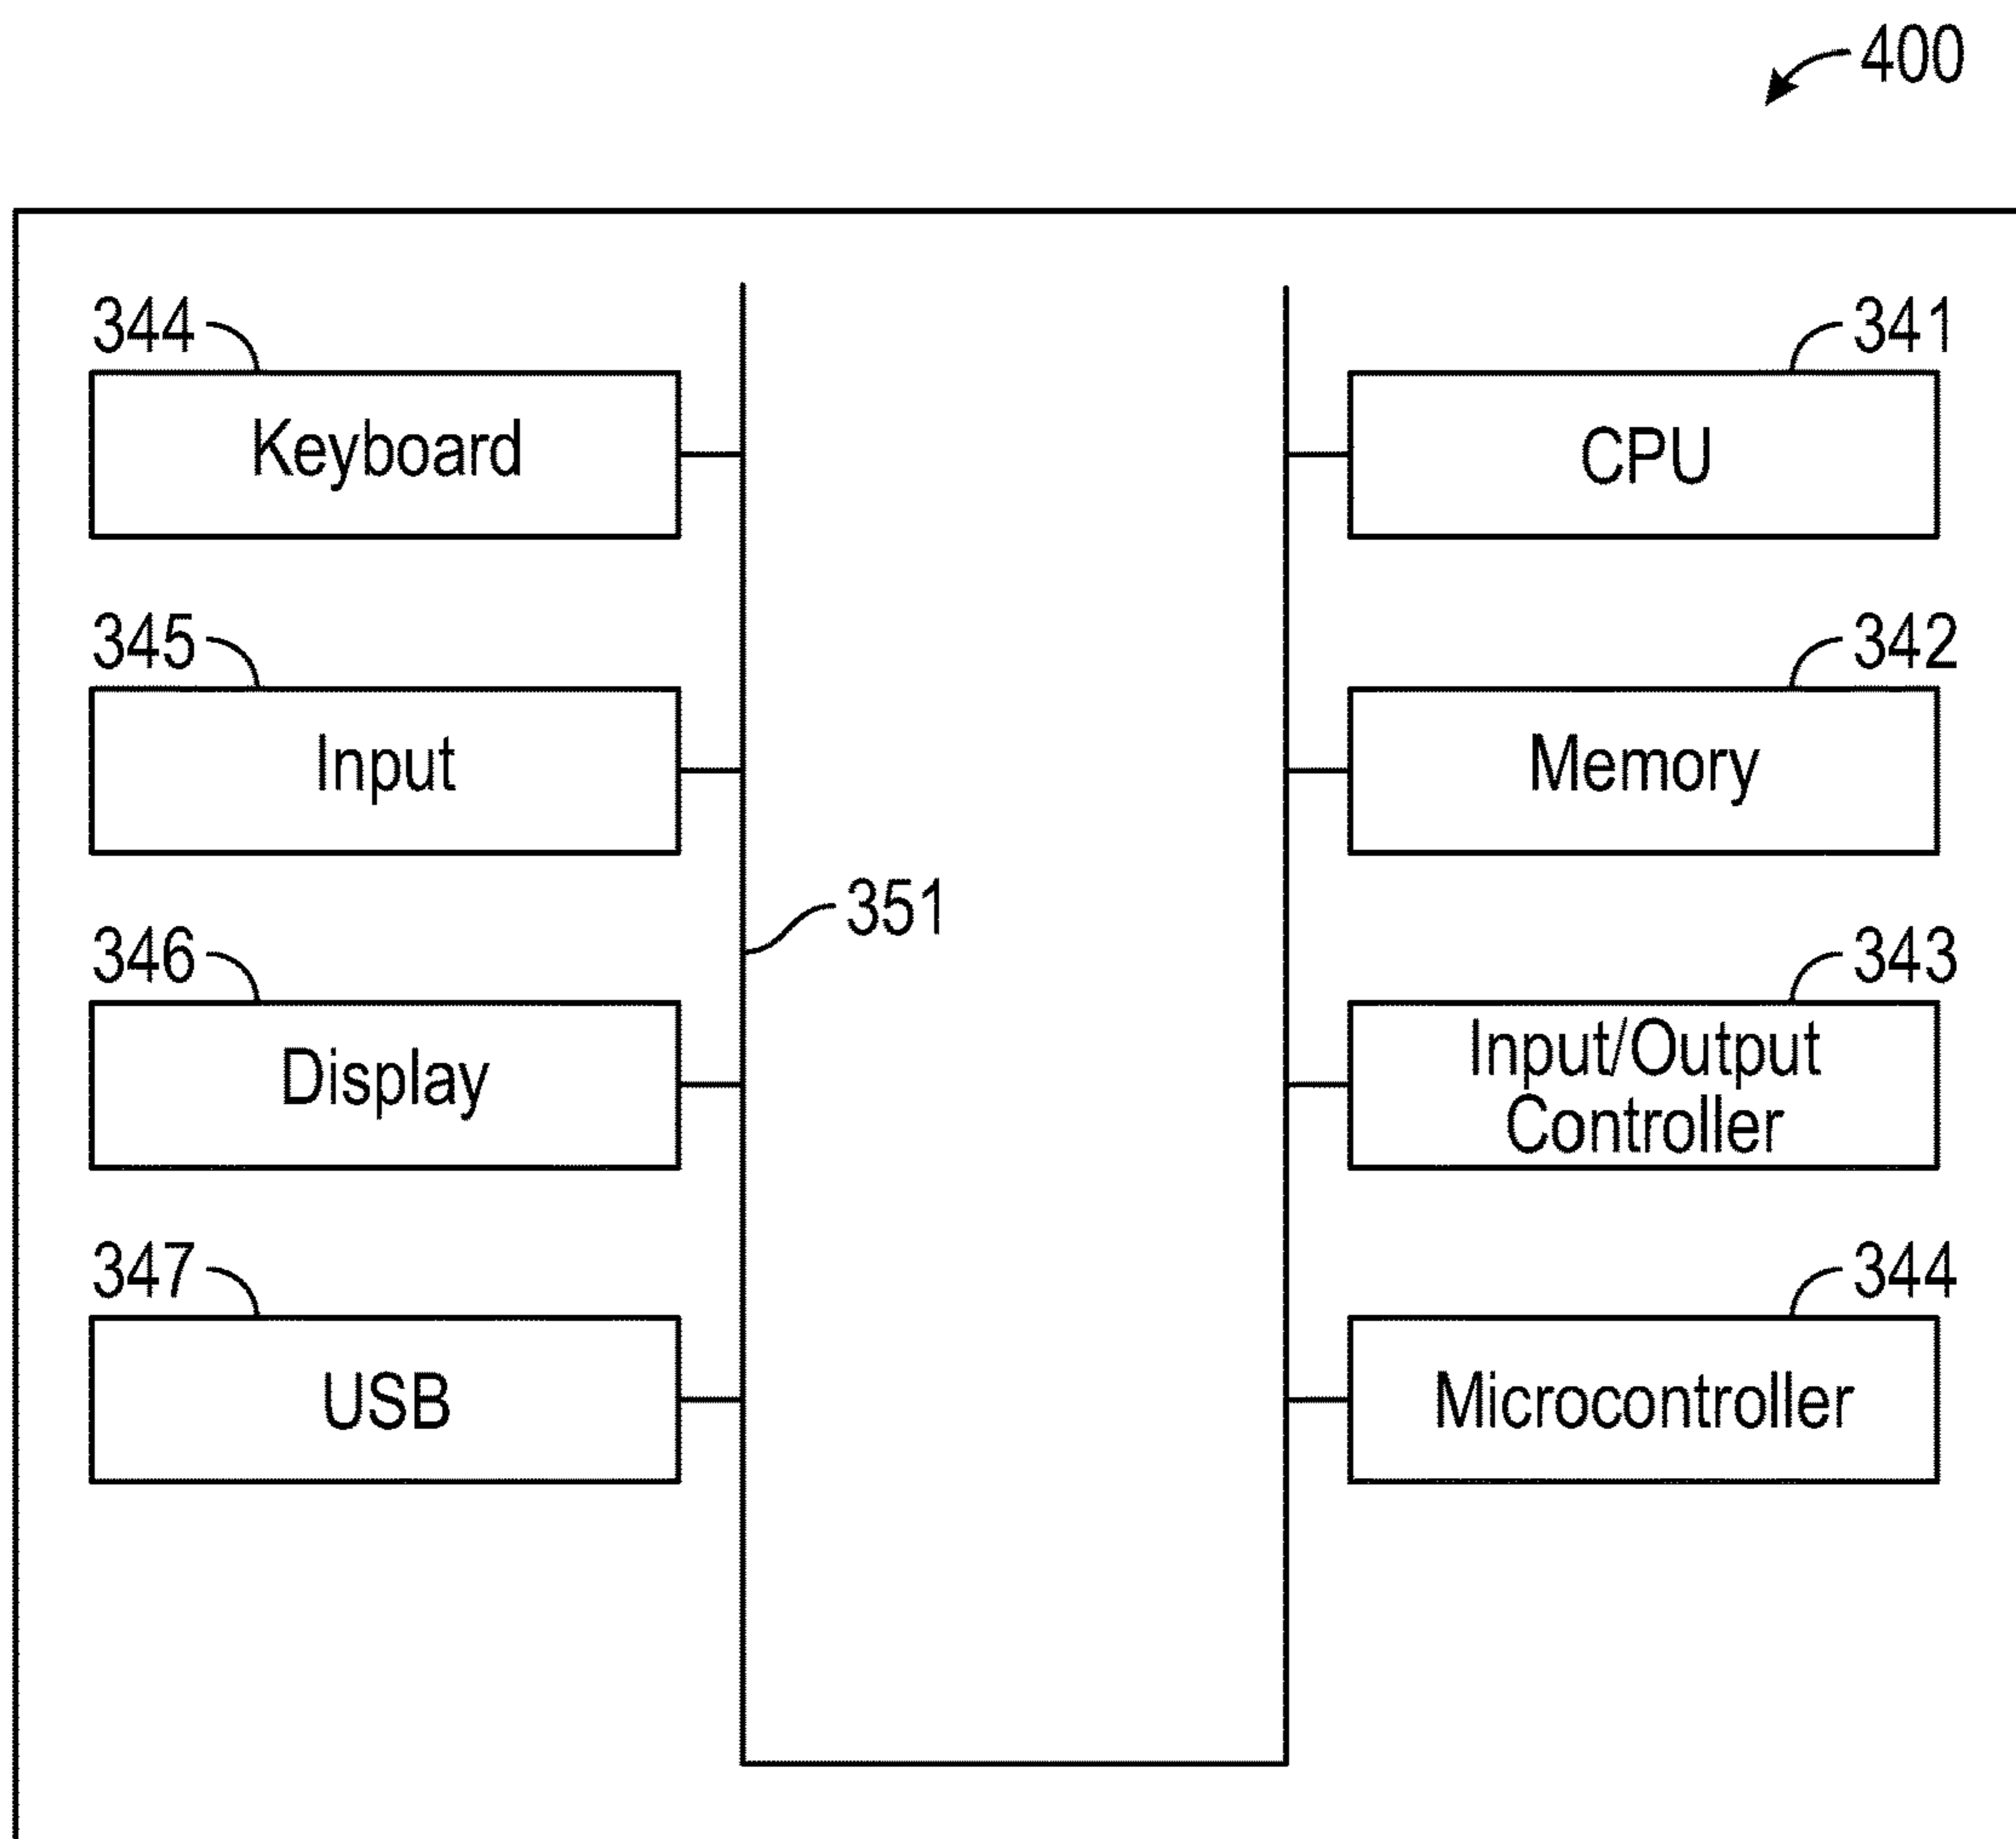 400
344
Keyboard
345
Input
346
Display
347
USB
351
341
CPU
342
Memory
343
Input/Output
Controller
344
Microcontroller